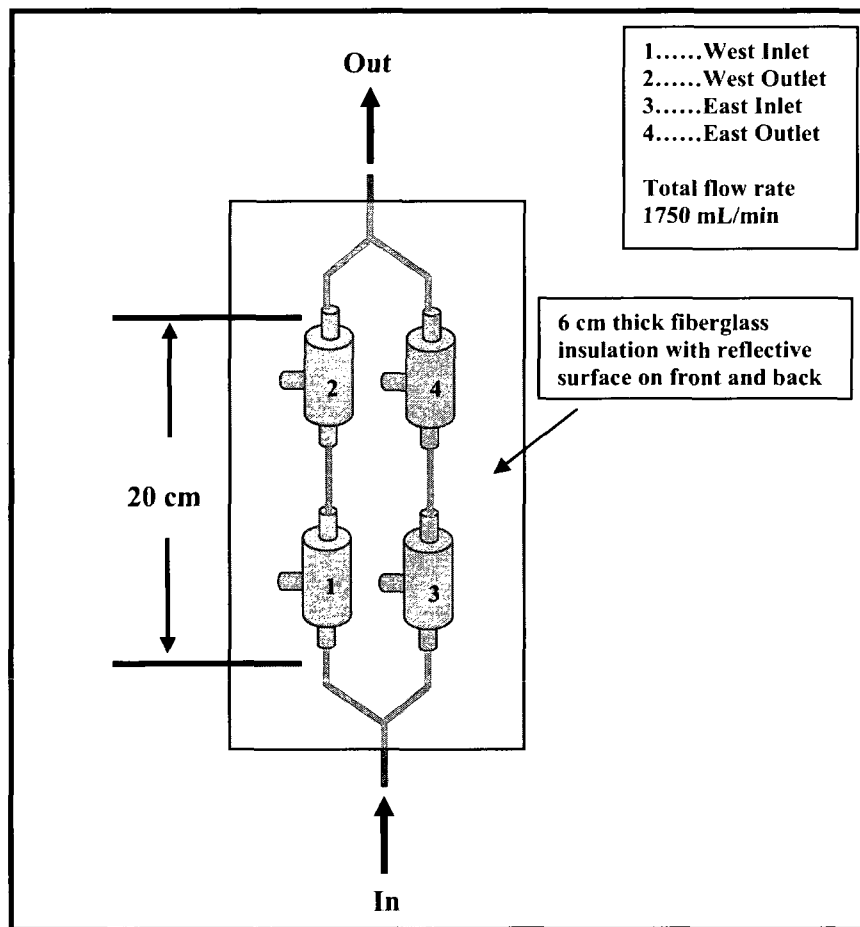 Out
1......West Inlet
2......West Outlet
3......East Inlet
4......East Outlet
Total flow rate
1750 mL/min
6 cm thick fiberglass
insulation with reflective
surface on front and back
2
4
20 cm
1
3
In